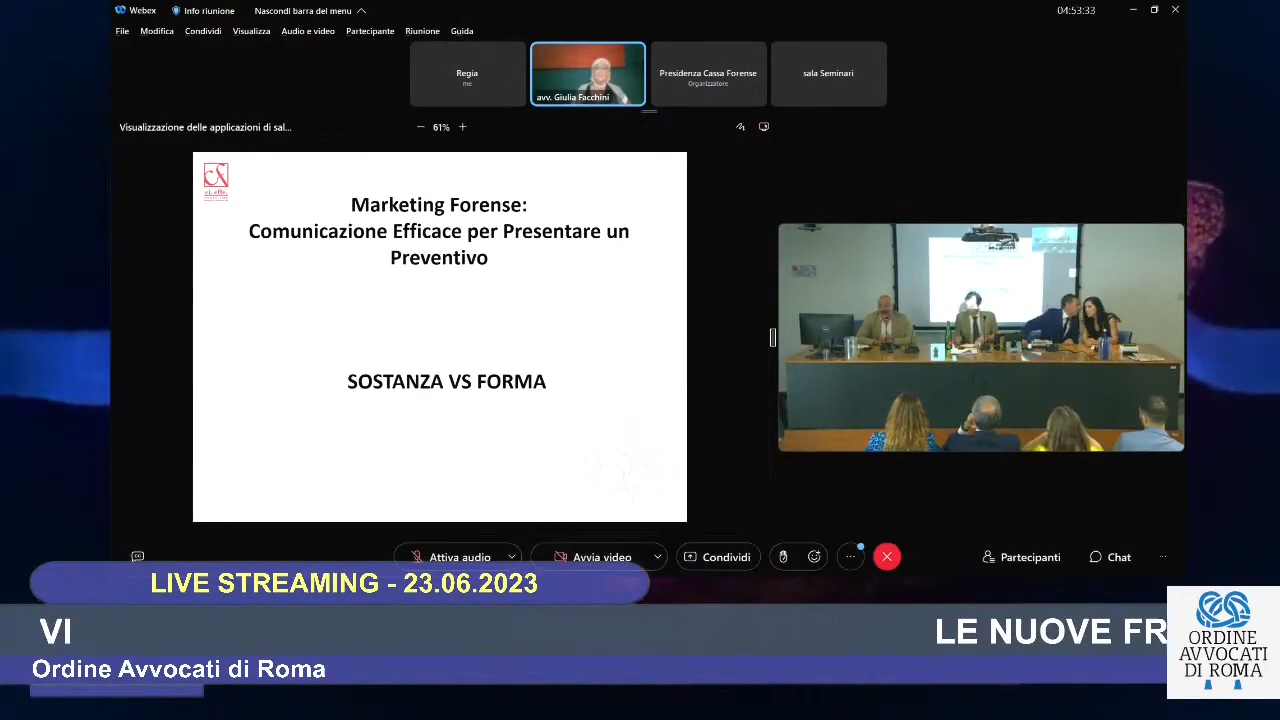 Webex
Info riunione
Nascondi barra del menu
04:53:33
File Modifica Condividi Visualizza Audio e video Partecipante Riunione Guida
Regia
me
avv. Giulia Facchini
Presidenza Cassa Forense
Organizzatore
sala Seminari
Visualizzazione delle applicazioni di sal...
61%
ci. effe.
Marketing Forense:
Comunicazione Efficace per Presentare un
Preventivo
SOSTANZA VS FORMA
Attiva audio
Avvia video
Condividi
Partecipanti
Chat
LIVE STREAMING - 23.06.2023
VI
LE NUOVE FR
Ordine Avvocati di Roma
ORDINE
AVVOCATI
DI ROMA